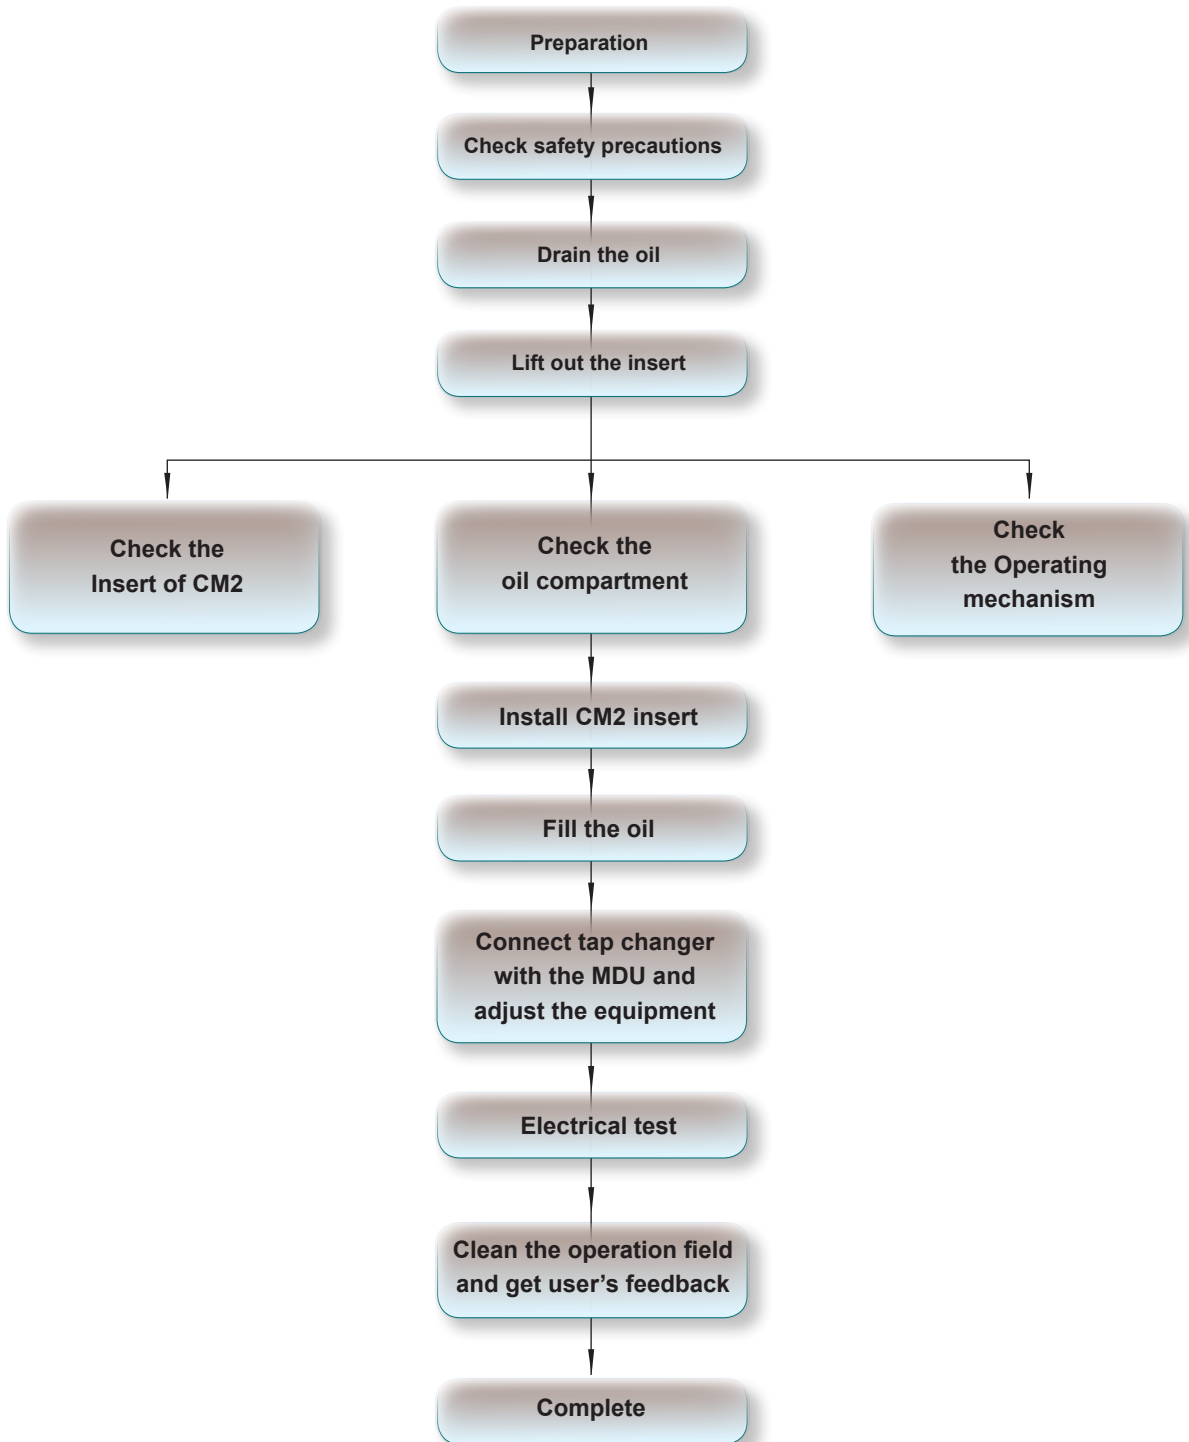 Preparation
Check safety precautions
Drain the oil
Lift out the insert
Check the
Insert of CM2
Check the
oil compartment
Check
the Operating
mechanism
Install CM2 insert
Fill the oil
Connect tap changer
with the MDU and
adjust the equipment
Electrical test
Clean the operation field
and get user’s feedback
Complete